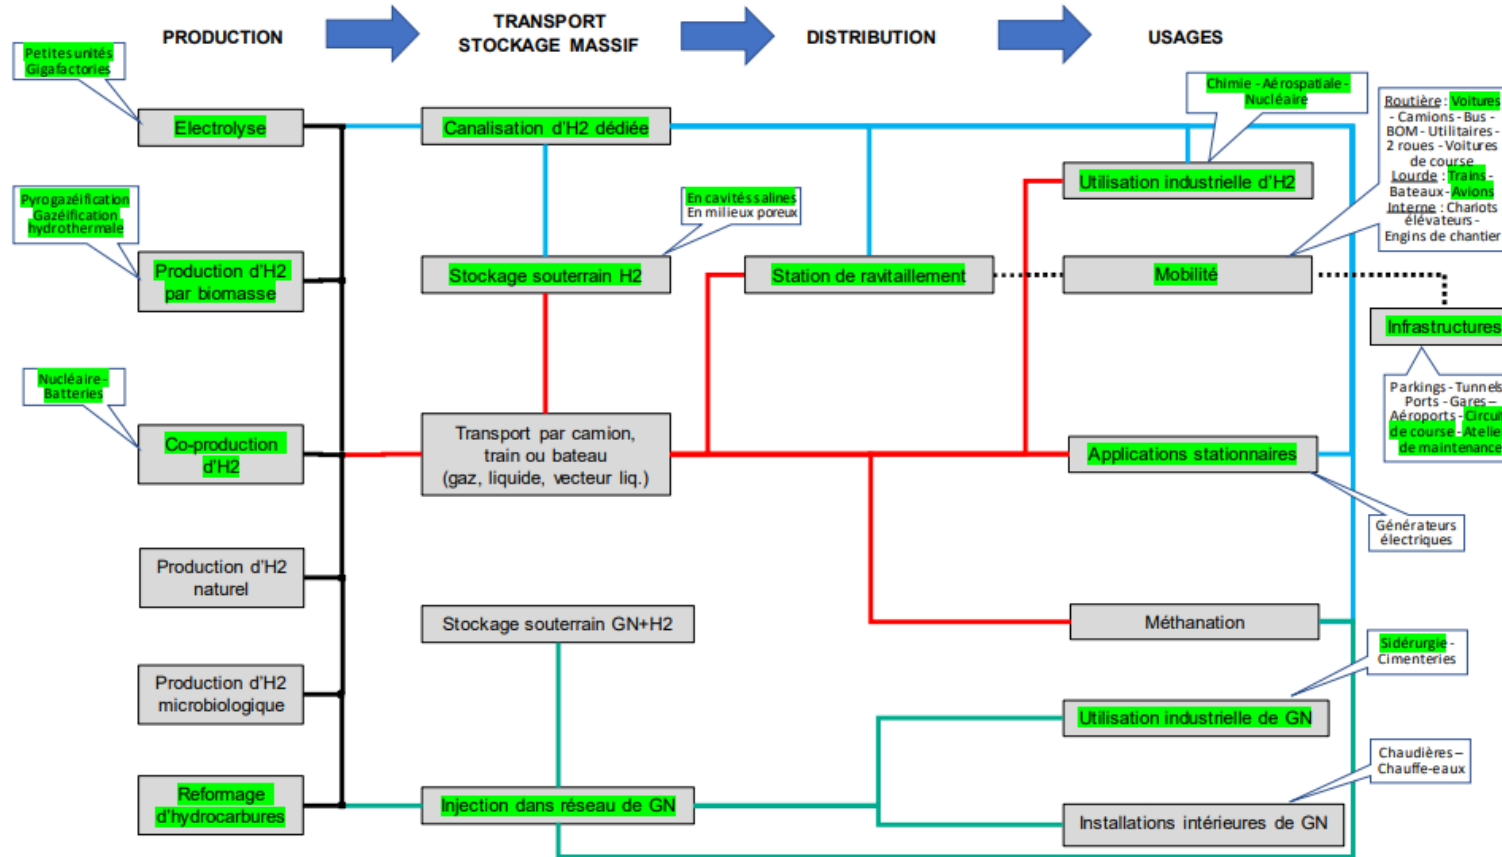 PRODUCTION
TRANSPORT
STOCKAGE MASSIF
DISTRIBUTION
USAGES
Petites unités
Gigafactories
Electrolyse
Canalisation d'H2 dédiée
Chimie - Aérospatiale -
Nucléaire
Routière : Voitures
- Camions - Bus -
BOM - Utilitaires -
2 roues - Voitures
de course
Lourde : Trains -
Bateaux - Avions
Interne : Chariots
élévateurs -
Engins de chantier
Utilisation industrielle d'H2
Pyrogazéification
Gazéification
hydrothermale
En cavités salines
En milieux poreux
Production d'H2
par biomasse
Stockage souterrain H2
Station de ravitaillement
Mobilité
Infrastructures
Nucléaire -
Batteries
Parkings - Tunnels
Ports - Gares –
Aéroports - Circuit
de course - Atelier
de maintenance
Co-production
d'H2
Transport par camion,
train ou bateau
(gaz, liquide, vecteur liq.)
Applications stationnaires
Générateurs
électriques
Production d'H2
naturel
Stockage souterrain GN+H2
Méthanation
Sidérurgie -
Cimenteries
Production d'H2
microbiologique
Utilisation industrielle de GN
Chaudières –
Chauffe-eaux
Reformage
d'hydrocarbures
Injection dans réseau de GN
Installations intérieures de GN